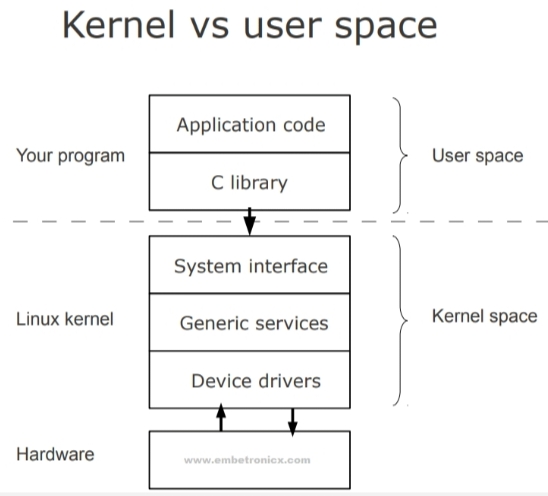 Kernel vs user space
Application code
Your program
User space
C library
System interface
Linux kernel
Generic services
Kernel space
Device drivers
Hardware
www.embetronicx.com